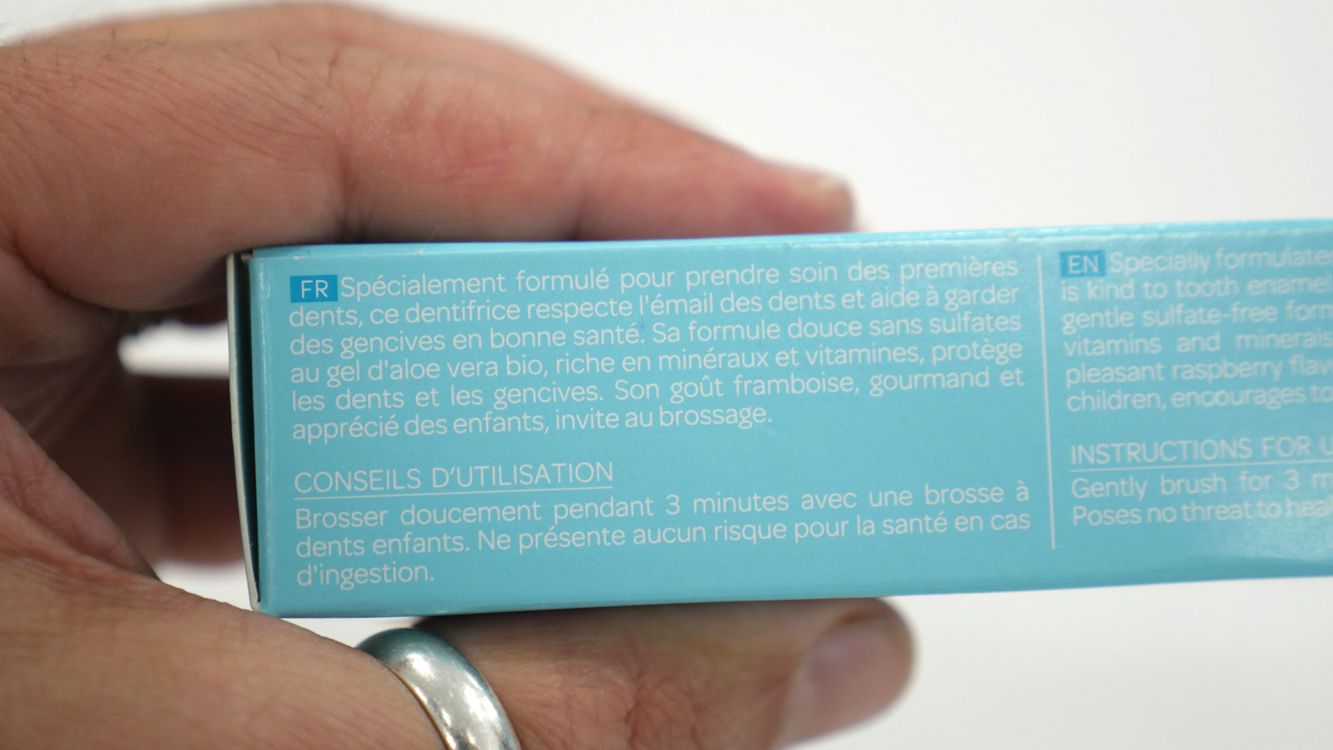 FR Spécialement formulé pour prendre soin des premières
dents, ce dentifrice respecte l'émail des dents et aide à garder
des gencives en bonne santé. Sa formule douce sans sulfates
au gel d'aloe vera bio, riche en minéraux et vitamines, protège
les dents et les gencives. Son goût framboise, gourmand et
apprécié des enfants, invite au brossage.
CONSEILS D'UTILISATION
Brosser doucement pendant 3 minutes avec une brosse à
dents enfants. Ne présente aucun risque pour la santé en cas
d'ingestion.
EN Specially
is kind to tooth enamel
gentle sulfate-free
vitamins and minerals
pleasant raspberry
children, encourages
INSTRUCTIONS FOR
Gently brush for 3
Poses no threat to